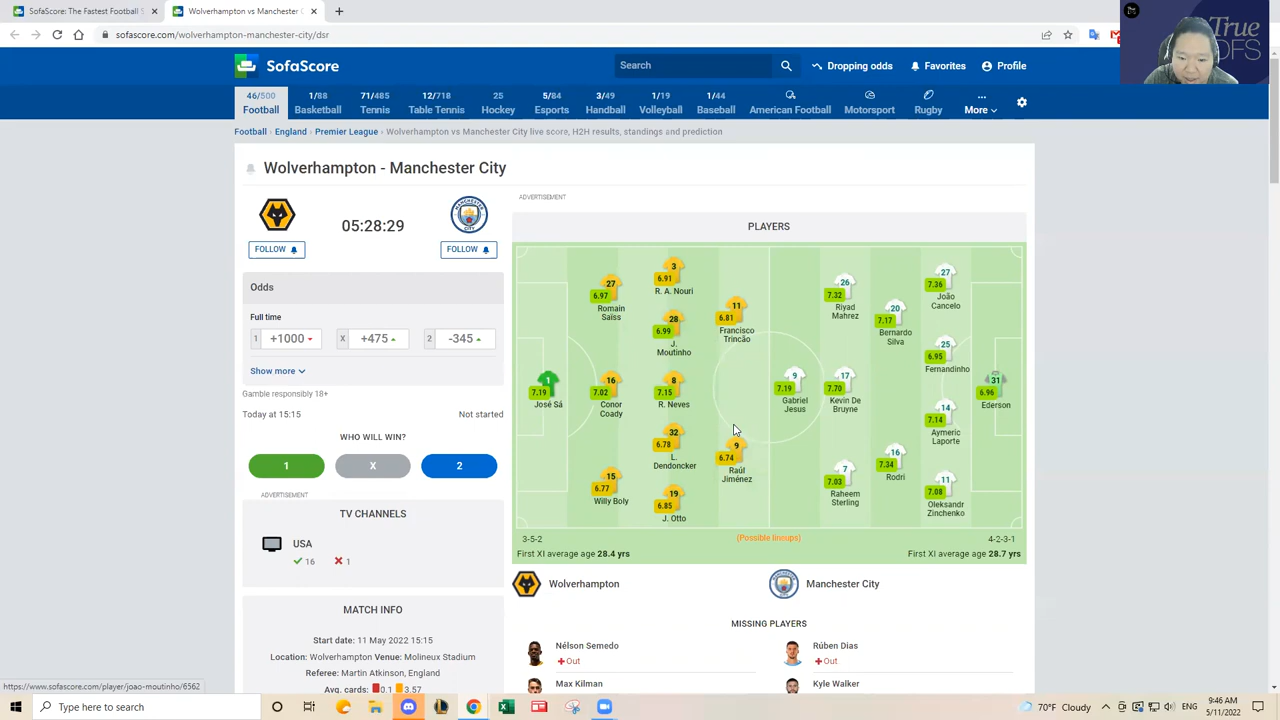 SofaScore: The Fastest Football S
Wolverhampton vs Manchester C
sofascore.com/wolverhampton-manchester-city/dsr
True
DFS
SofaScore
Search
Dropping odds
Favorites
Profile
46/500
Football
1/88
Basketball
71/485
Tennis
12/718
Table Tennis
25
Hockey
5/84
Esports
3/49
Handball
1/19
Volleyball
1/44
Baseball
American Football
Motorsport
Rugby
...
More
Football
England
Premier League
Wolverhampton vs Manchester City live score, H2H results, standings and prediction
Wolverhampton - Manchester City
05:28:29
FOLLOW
FOLLOW
Odds
Full time
1 +1000
X +475
2 -345
Show more
Gamble responsibly 18+
Today at 15:15
Not started
WHO WILL WIN?
1
X
2
ADVERTISEMENT
TV CHANNELS
USA
16
1
MATCH INFO
Start date: 11 May 2022 15:15
Location: Wolverhampton Venue: Molineux Stadium
Referee: Martin Atkinson, England
Avg. cards: 0.1 3.57
ADVERTISEMENT
PLAYERS
1
7.19
José Sá
27
6.97
Romain
Saïss
16
7.02
Conor
Coady
15
6.77
Willy Boly
3
6.91
R. A. Nouri
28
6.99
J.
Moutinho
8
7.15
R. Neves
32
6.78
L.
Dendoncker
19
6.85
J. Otto
11
6.81
Francisco
Trincão
9
6.74
Raúl
Jiménez
9
7.19
Gabriel
Jesus
26
7.32
Riyad
Mahrez
17
7.70
Kevin De
Bruyne
7
7.03
Raheem
Sterling
20
7.17
Bernardo
Silva
16
7.34
Rodri
27
7.36
João
Cancelo
25
6.95
Fernandinho
14
7.14
Aymeric
Laporte
11
7.08
Oleksandr
Zinchenko
31
6.96
Ederson
3-5-2
(Possible lineups)
4-2-3-1
First XI average age 28.4 yrs
First XI average age 28.7 yrs
Wolverhampton
Manchester City
MISSING PLAYERS
Nélson Semedo
Out
Rúben Dias
Out
Max Kilman
Kyle Walker
https://www.sofascore.com/player/joao-moutinho/6562
Type here to search
70°F Cloudy
ENG
9:46 AM
5/11/2022